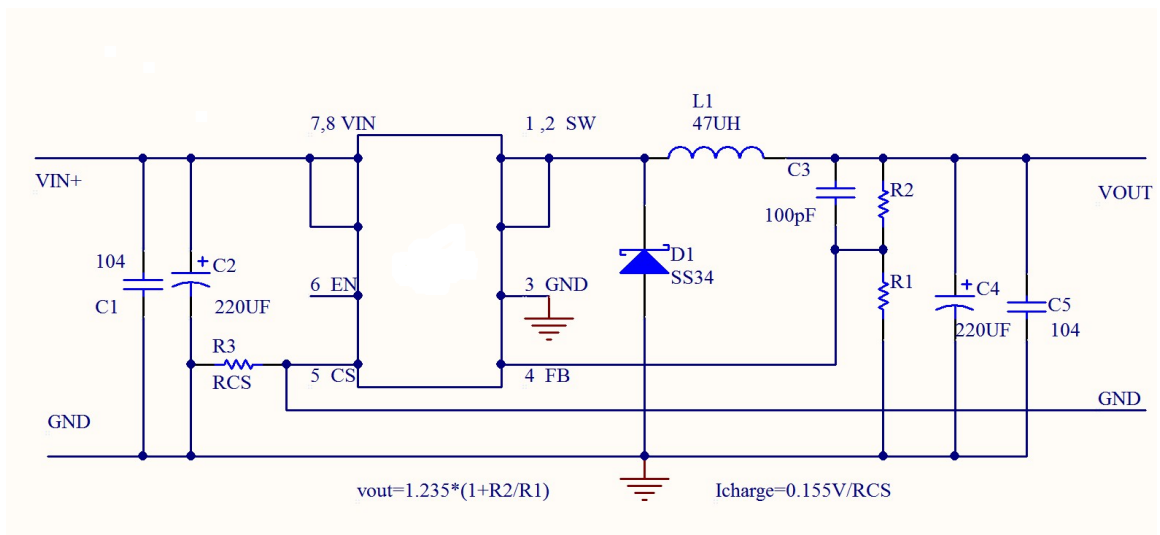 L1
47UH
7,8 VIN
1 ,2 SW
C3
100pF
R2
VIN+
VOUT
104
C1
C2
220UF
6 EN
3 GND
D1
SS34
R1
C4
220UF
C5
104
R3
RCS
5 CS
4 FB
GND
GND
vout=1.235*(1+R2/R1)
Icharge=0.155V/RCS